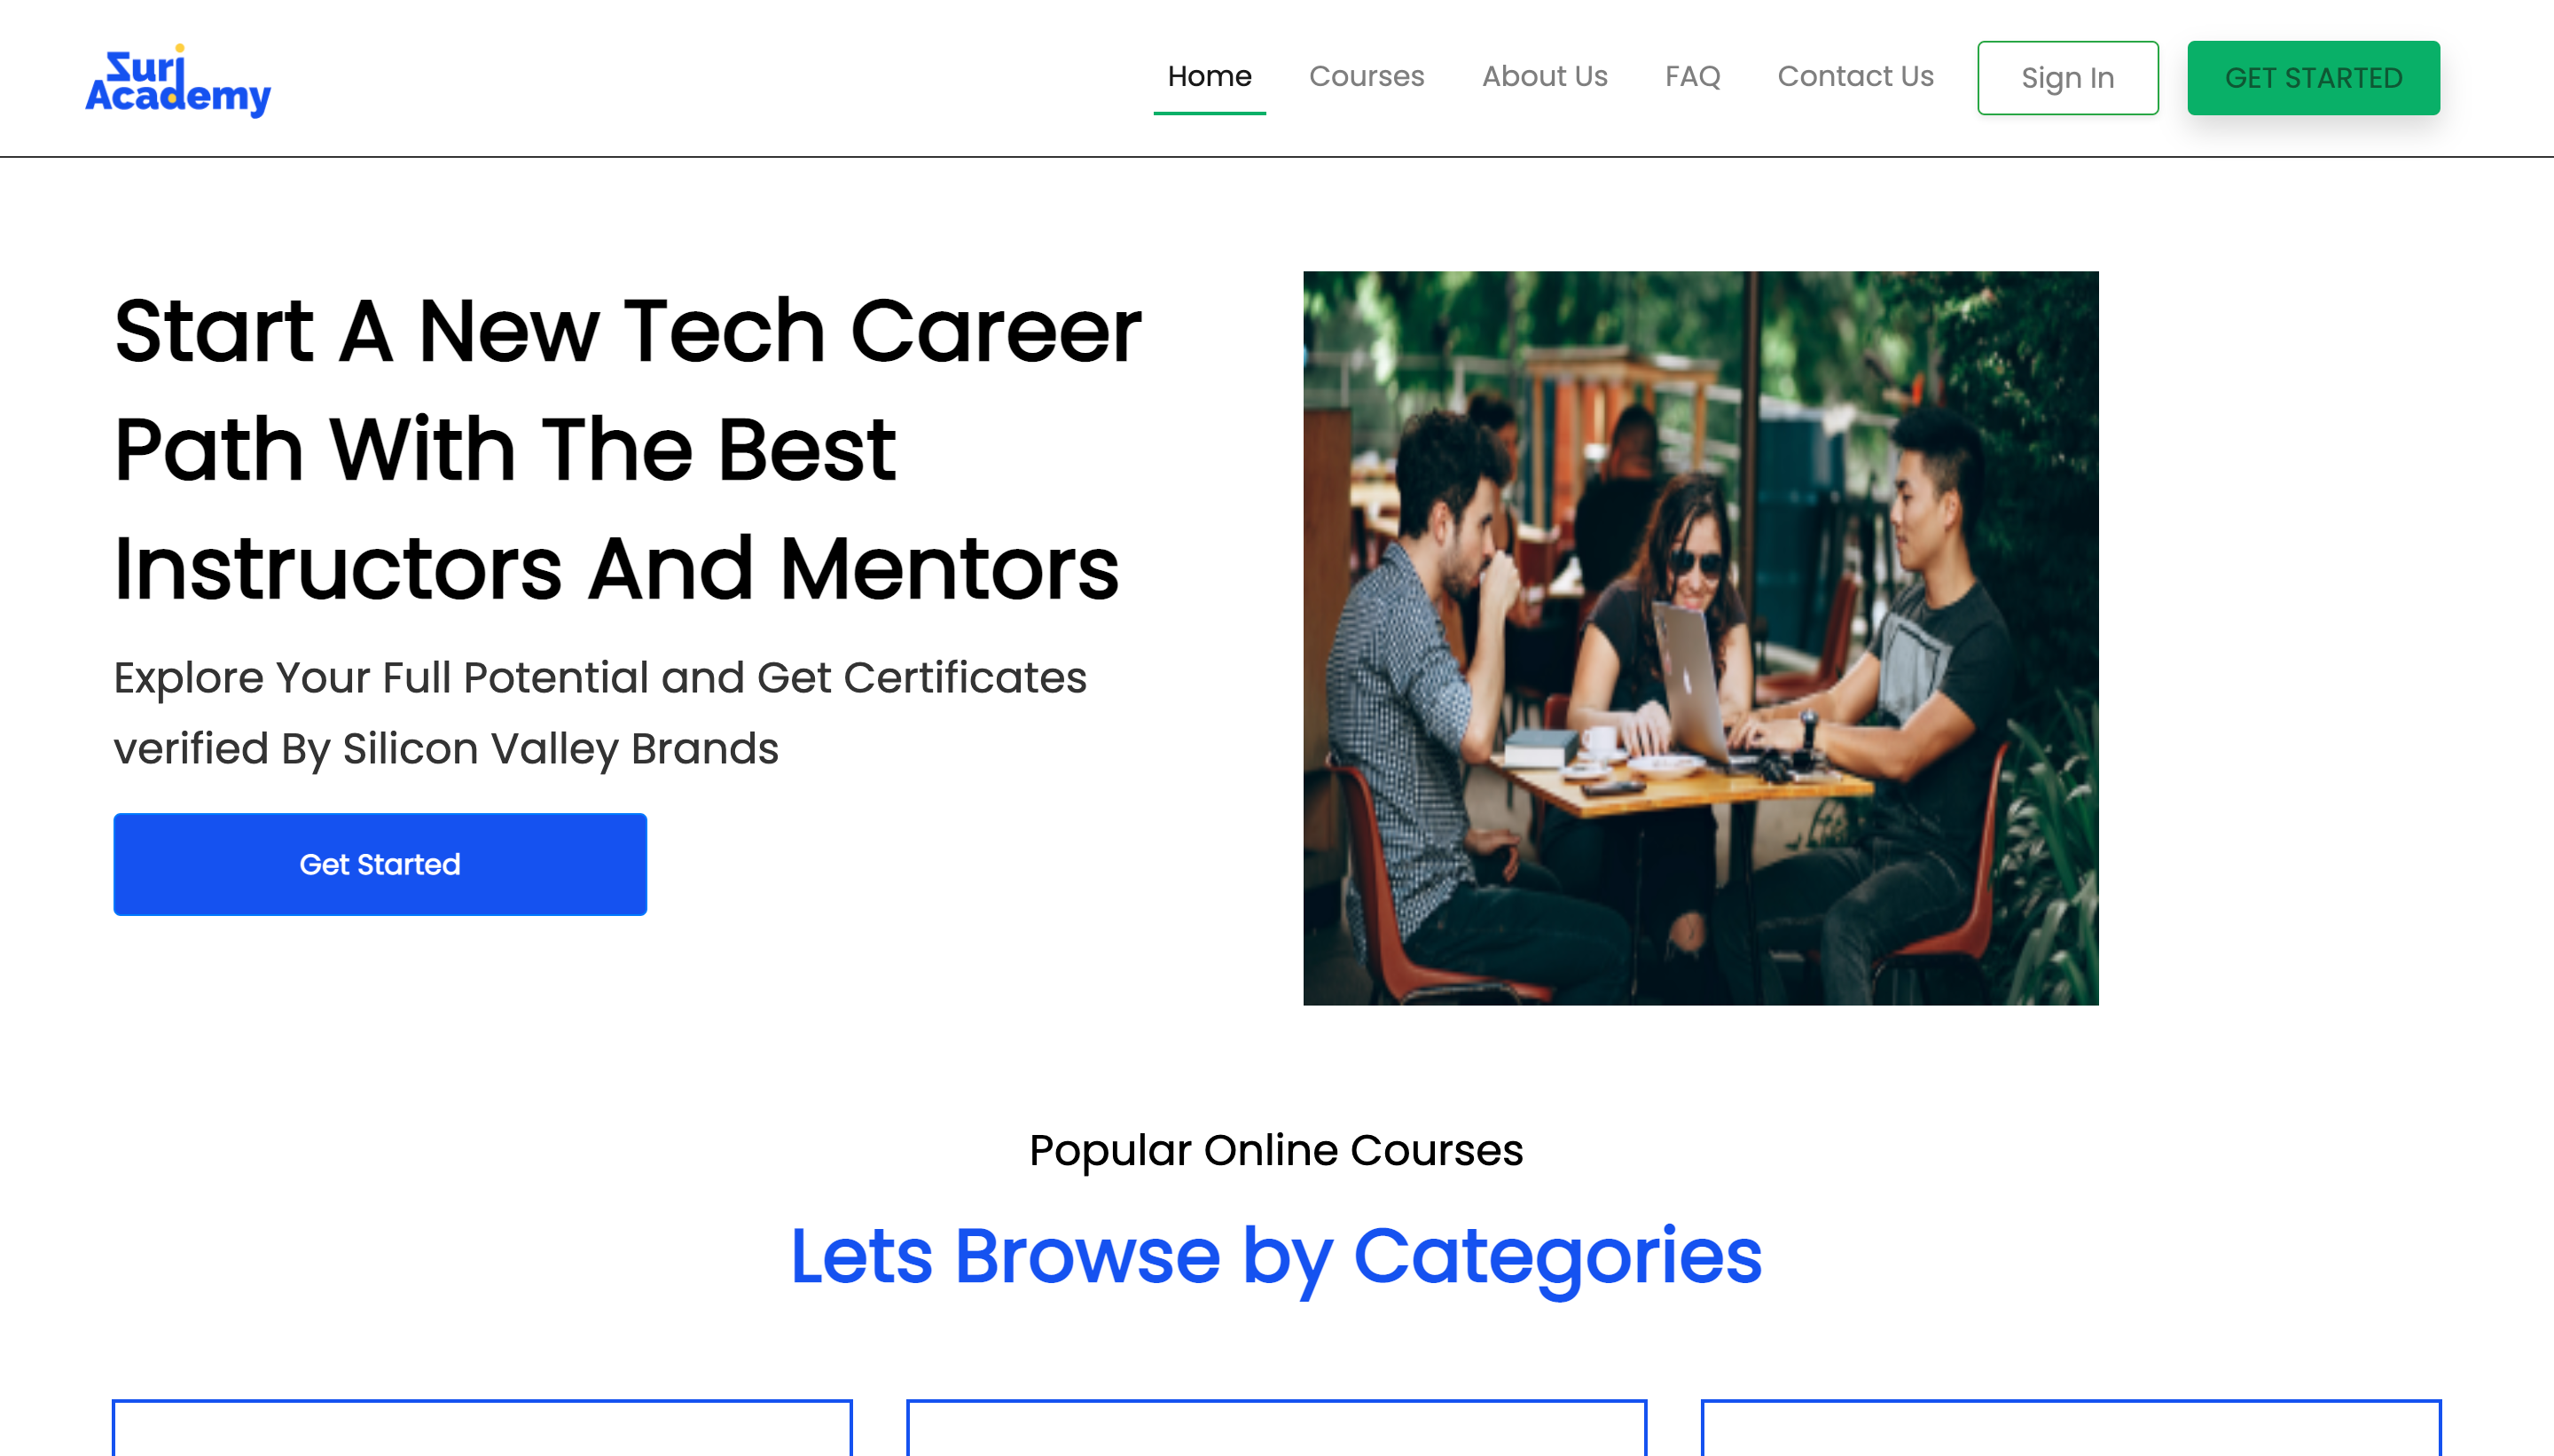 Zuri
Academy
Home Courses About Us FAQ Contact Us Sign In GET STARTED
Start A New Tech Career
Path With The Best
Instructors And Mentors
Explore Your Full Potential and Get Certificates
verified By Silicon Valley Brands
Get Started
Popular Online Courses
Lets Browse by Categories